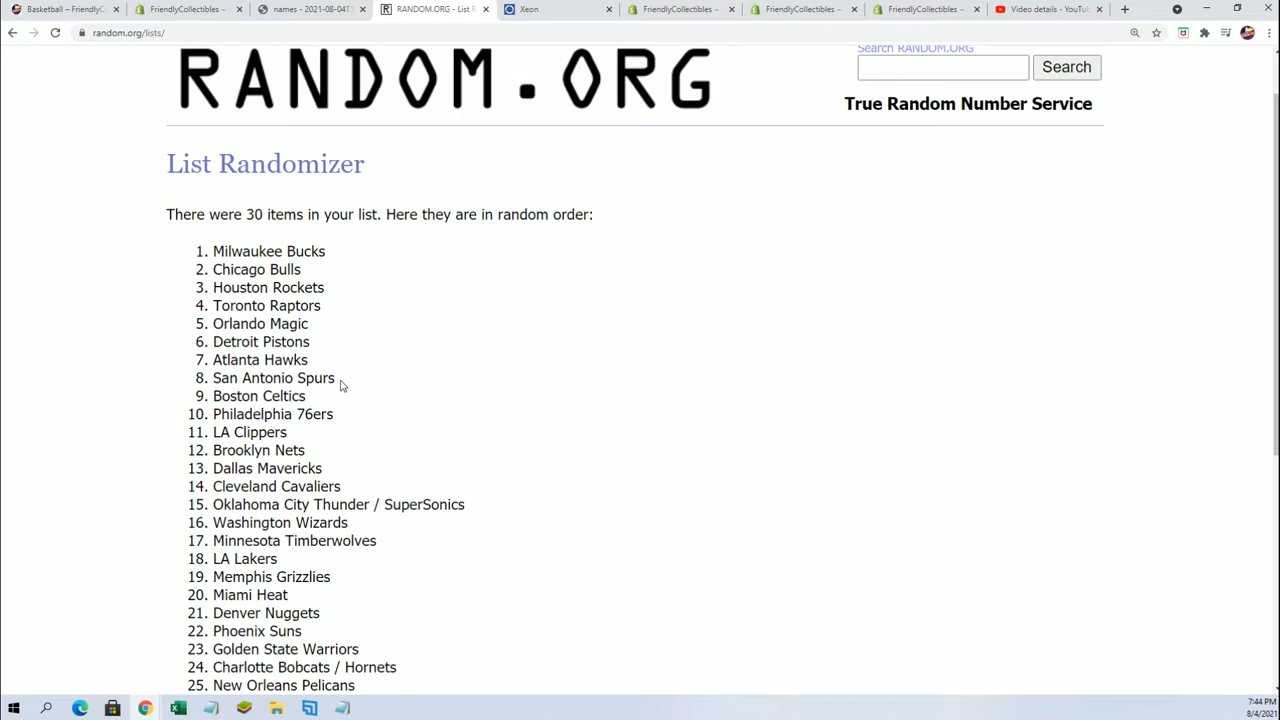 Basketball – FriendlyC
FriendlyCollectibles ~
names - 2021-08-04T1
RANDOM.ORG - List R
Xeon
FriendlyCollectibles ~
FriendlyCollectibles ~
FriendlyCollectibles ~
Video details - YouTu
random.org/lists/
RANDOM.ORG
Search RANDOM.ORG
Search
True Random Number Service
List Randomizer
There were 30 items in your list. Here they are in random order:
1. Milwaukee Bucks
2. Chicago Bulls
3. Houston Rockets
4. Toronto Raptors
5. Orlando Magic
6. Detroit Pistons
7. Atlanta Hawks
8. San Antonio Spurs
9. Boston Celtics
10. Philadelphia 76ers
11. LA Clippers
12. Brooklyn Nets
13. Dallas Mavericks
14. Cleveland Cavaliers
15. Oklahoma City Thunder / SuperSonics
16. Washington Wizards
17. Minnesota Timberwolves
18. LA Lakers
19. Memphis Grizzlies
20. Miami Heat
21. Denver Nuggets
22. Phoenix Suns
23. Golden State Warriors
24. Charlotte Bobcats / Hornets
25. New Orleans Pelicans
7:44 PM
8/4/2021